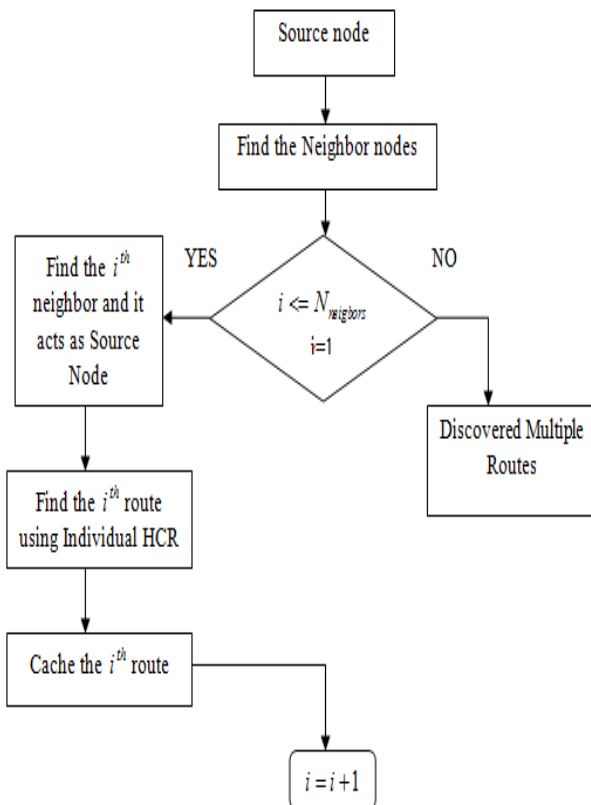 Source node
Find the Neighbor nodes
YES
NO
i <= N_neigbors
i=1
Find the i^th
neighbor and it
acts as Source
Node
Discovered Multiple
Routes
Find the i^th route
using Individual HCR
Cache the i^th route
i = i+1